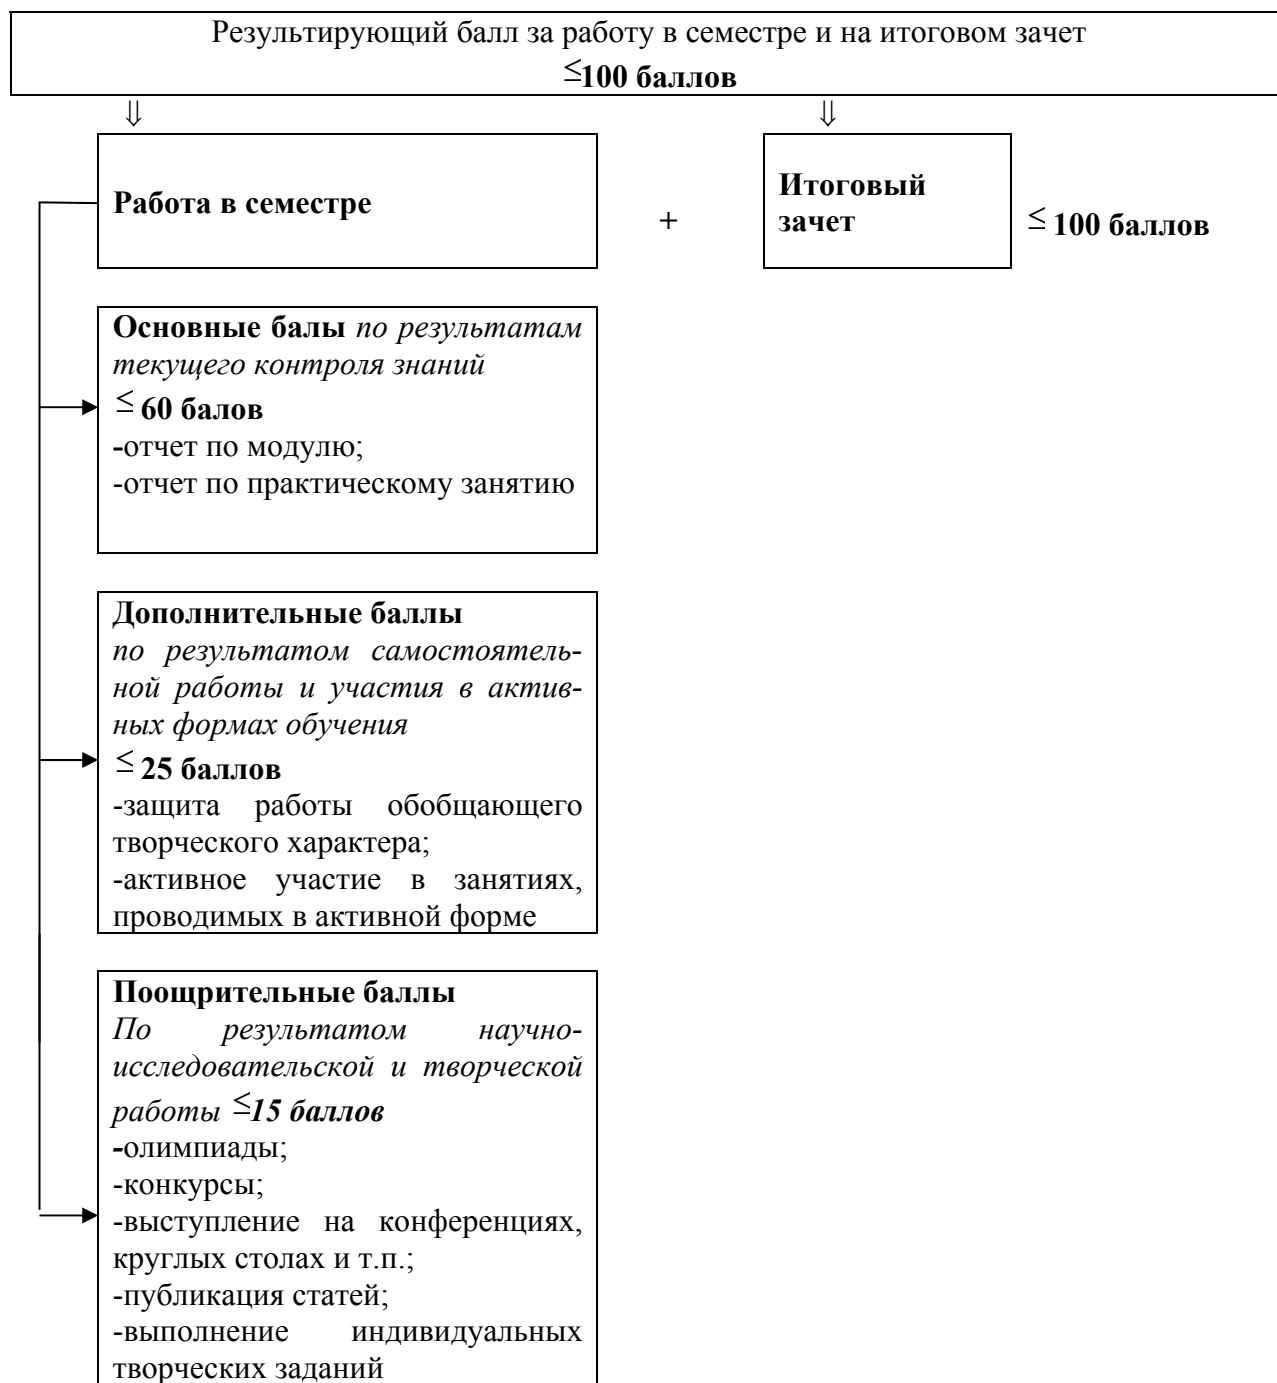 Результирующий балл за работу в семестре и на итоговом зачет
≤100 баллов
⇓ ⇓
Работа в семестре
+
Итоговый
зачет
≤ 100 баллов
Основные балы по результатам
текущего контроля знаний
≤ 60 балов
-отчет по модулю;
-отчет по практическому занятию
Дополнительные баллы
по результатом самостоятель-
ной работы и участия в актив-
ных формах обучения
≤ 25 баллов
-защита работы обобщающего
творческого характера;
-активное участие в занятиях,
проводимых в активной форме
Поощрительные баллы
По результатом научно-
исследовательской и творческой
работы ≤15 баллов
-олимпиады;
-конкурсы;
-выступление на конференциях,
круглых столах и т.п.;
-публикация статей;
-выполнение индивидуальных
творческих заданий